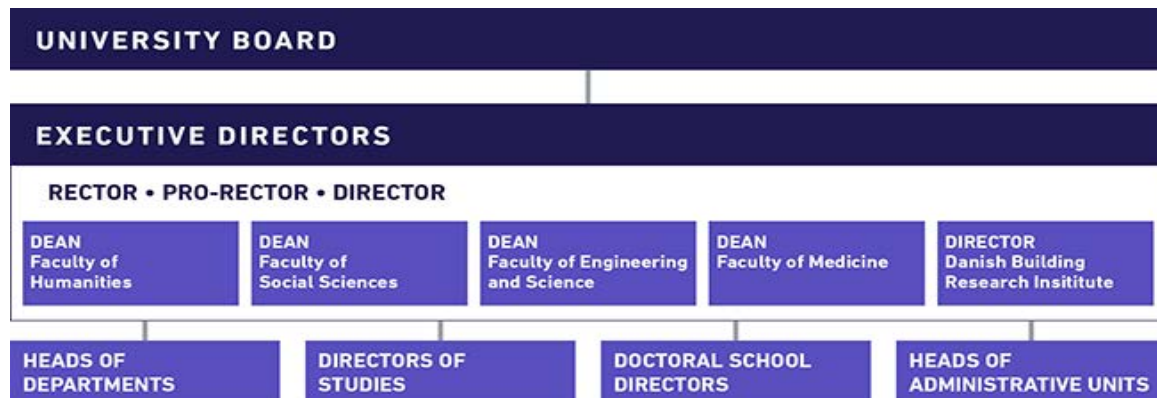 UNIVERSITY BOARD
EXECUTIVE DIRECTORS
RECTOR • PRO-RECTOR • DIRECTOR
DEAN
Faculty of
Humanities
DEAN
Faculty of
Social Sciences
DEAN
Faculty of Engineering
and Science
DEAN
Faculty of Medicine
DIRECTOR
Danish Building
Research Insititute
HEADS OF
DEPARTMENTS
DIRECTORS OF
STUDIES
DOCTORAL SCHOOL
DIRECTORS
HEADS OF
ADMINISTRATIVE UNITS